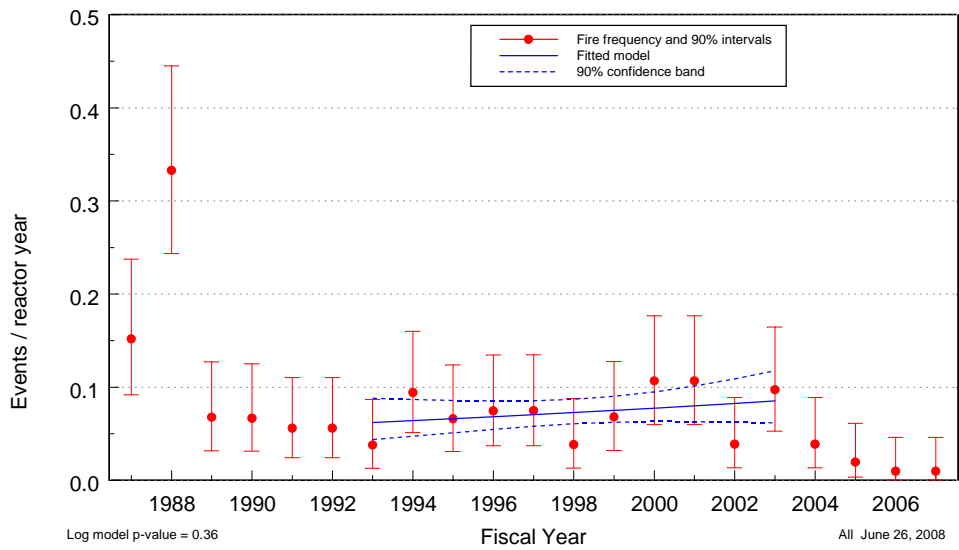 Fire frequency and 90% intervals
Fitted model
90% confidence band
0.5
0.4
0.3
0.2
0.1
0.0
Events / reactor year
1988 1990 1992 1994 1996 1998 2000 2002 2004 2006
Fiscal Year
Log model p-value = 0.36
All June 26, 2008